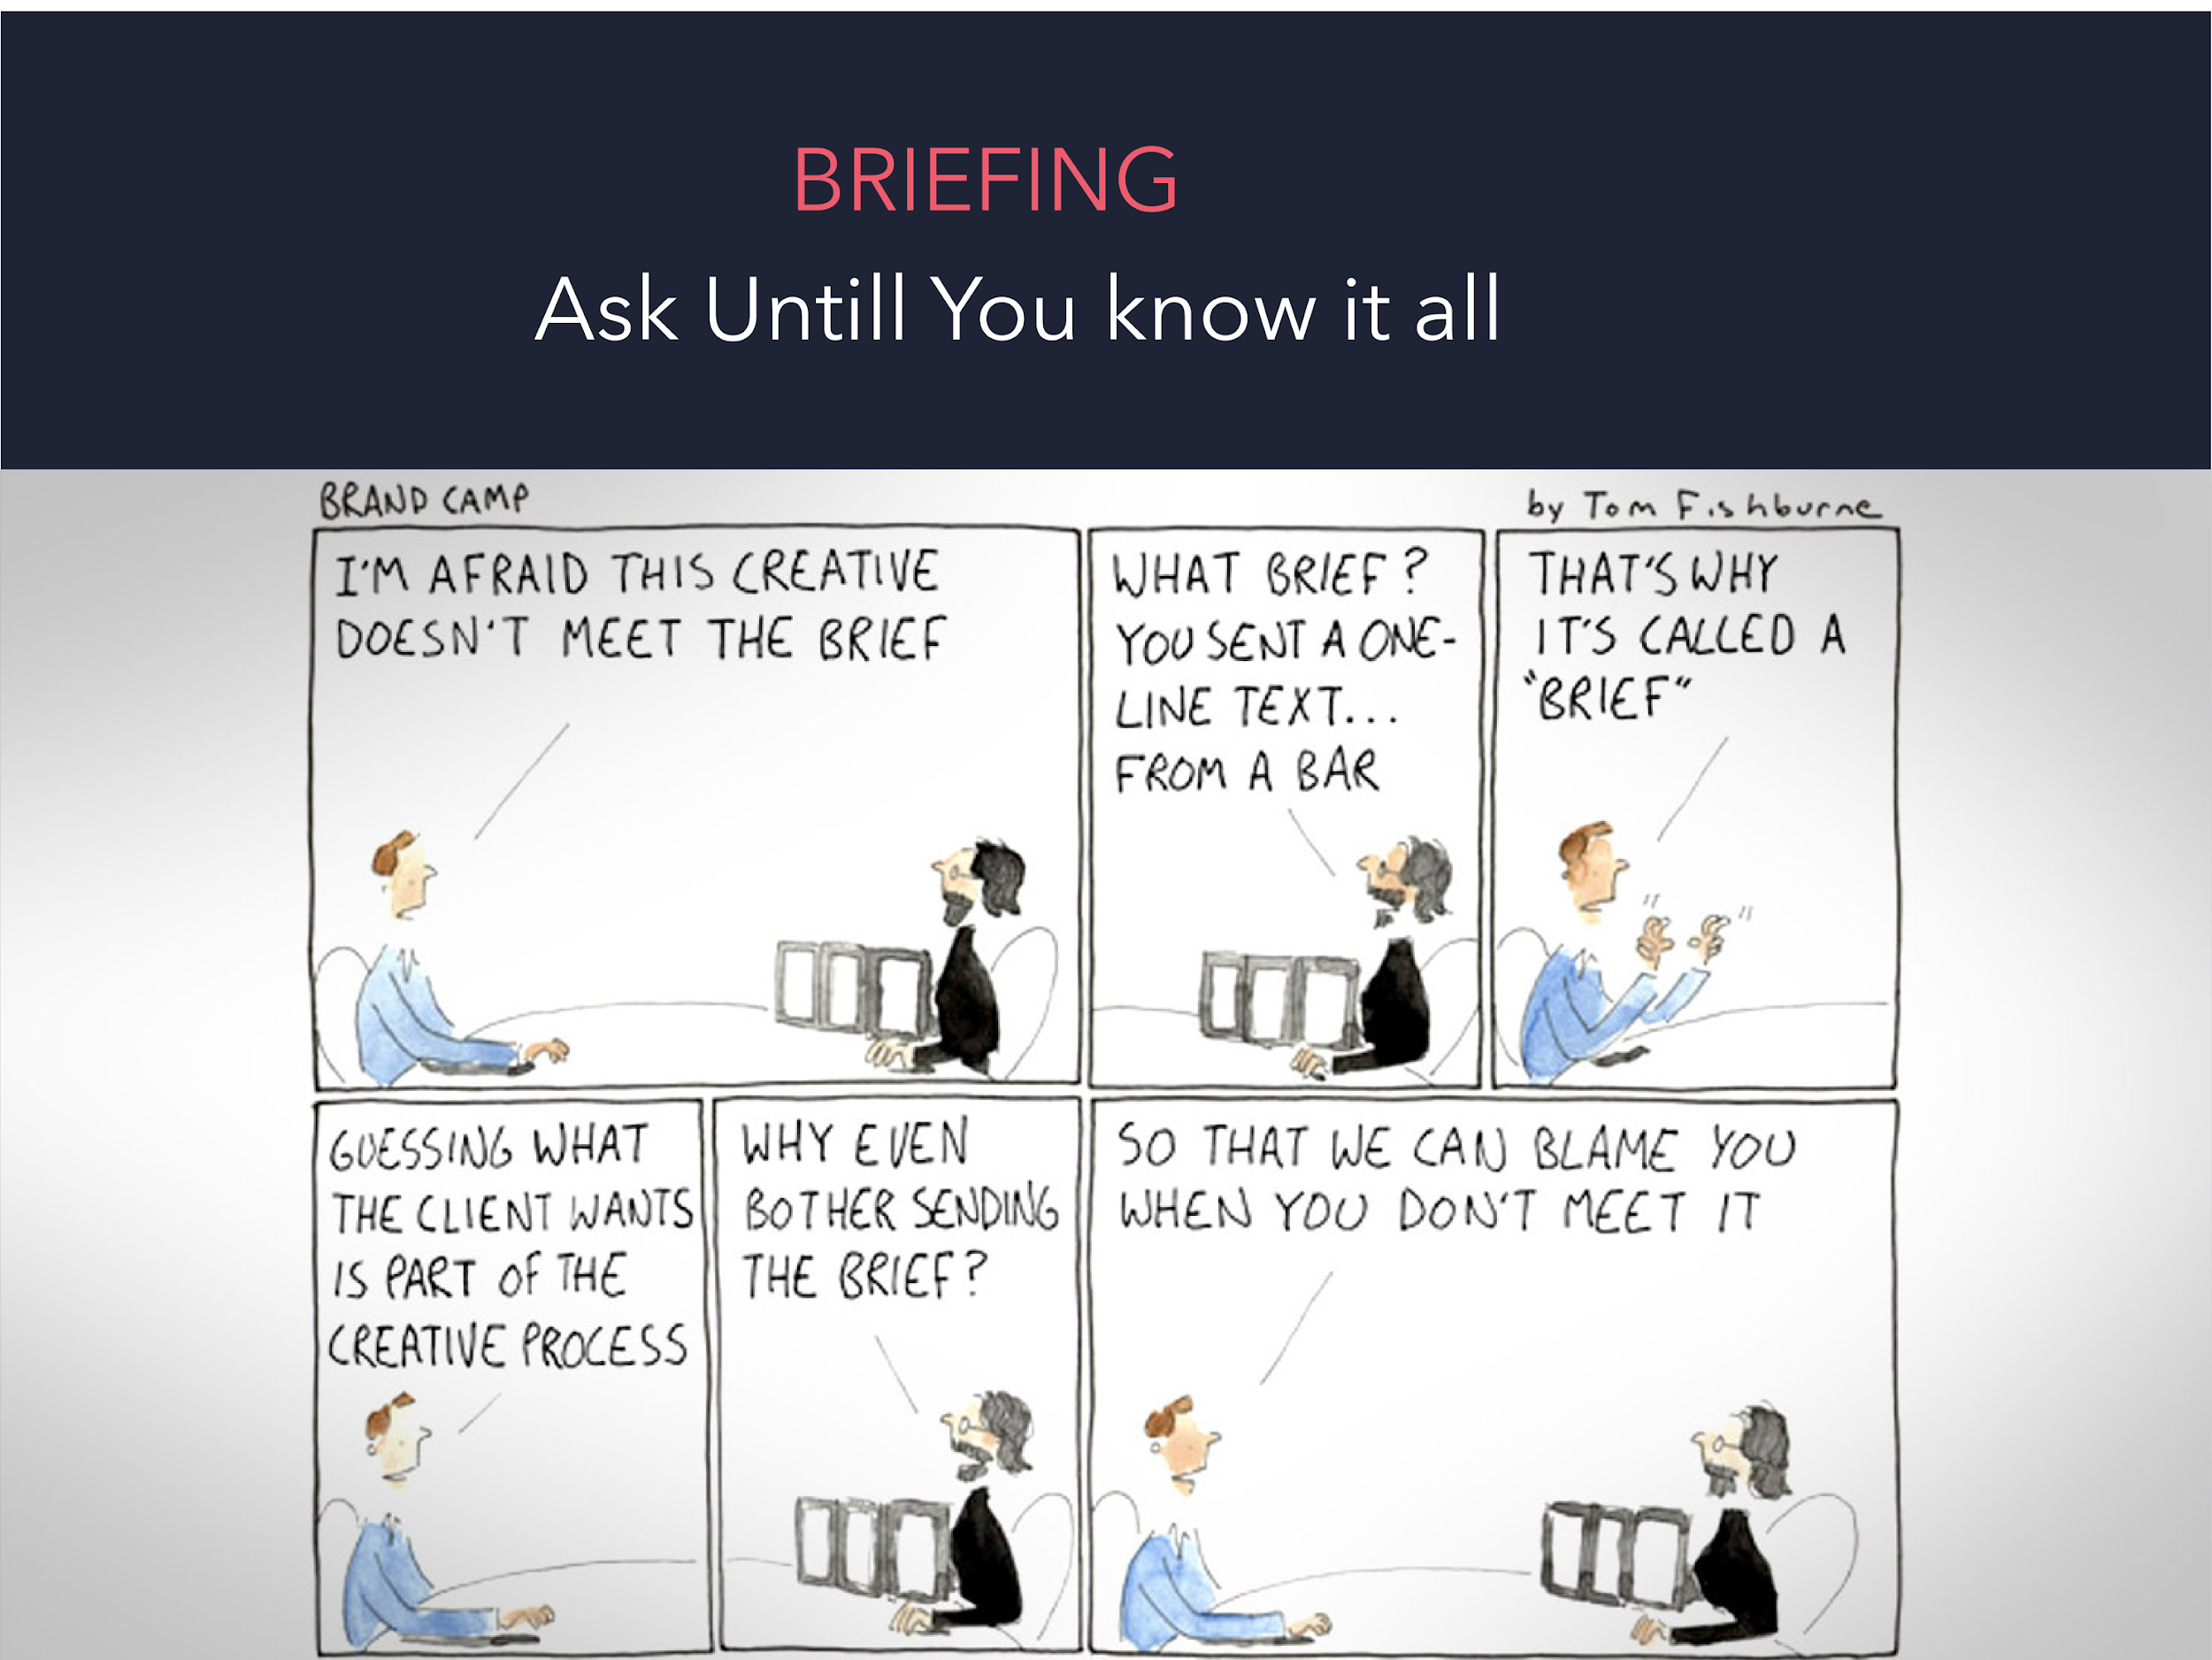 BRIEFING
Ask Untill You know it all
BRAND CAMP
by Tom Fishburne
I'M AFRAID THIS CREATIVE
DOESN'T MEET THE BRIEF
WHAT BRIEF?
YOU SENT A ONE-
LINE TEXT...
FROM A BAR
THAT'S WHY
IT'S CALLED A
"BRIEF"
GUESSING WHAT
THE CLIENT WANTS
IS PART OF THE
CREATIVE PROCESS
WHY EVEN
BOTHER SENDING
THE BRIEF?
SO THAT WE CAN BLAME YOU
WHEN YOU DON'T MEET IT